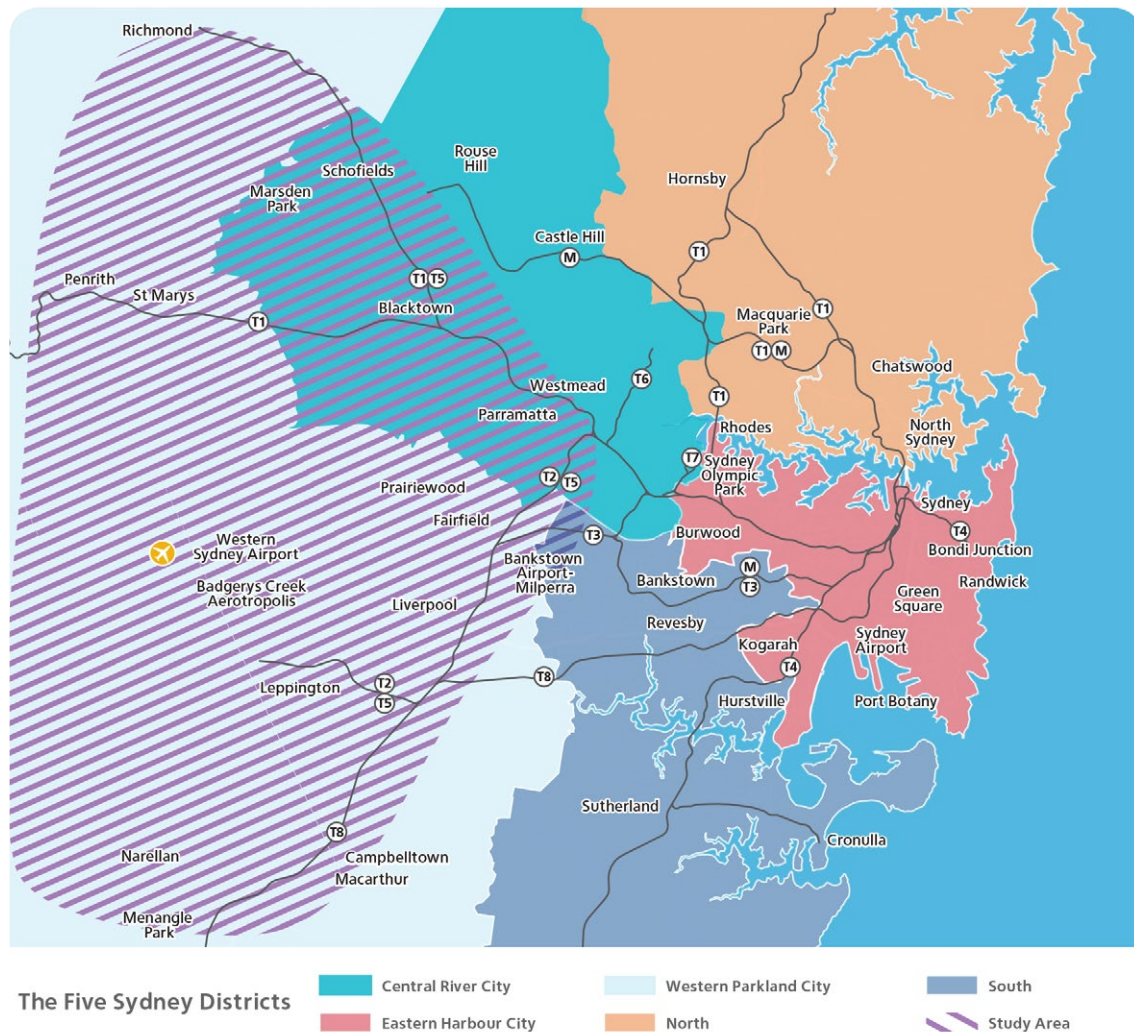 Richmond
Rouse
Hill
Schofields
Marsden
Park
Hornsby
Castle Hill
M
T1
T1 T5
Penrith
St Marys
Blacktown
T1
T1
Macquarie
Park
T1 M
Chatswood
Westmead
T6
Parramatta
T1
Rhodes
North
Sydney
T7
Sydney
Olympic
Park
T2
T5
Prairiewood
Sydney
Fairfield
T3
Burwood
T4
Bondi Junction
Western
Sydney Airport
Bankstown
Airport-
Milperra
M
T3
Bankstown
Randwick
Badgerys Creek
Aerotropolis
Liverpool
Green
Square
Revesby
Kogarah
Sydney
Airport
T4
T8
Leppington
T2
T5
Hurstville
Port Botany
Sutherland
T8
Cronulla
Narellan
Campbelltown
Macarthur
Menangle
Park
The Five Sydney Districts
Central River City
Western Parkland City
South
Eastern Harbour City
North
Study Area